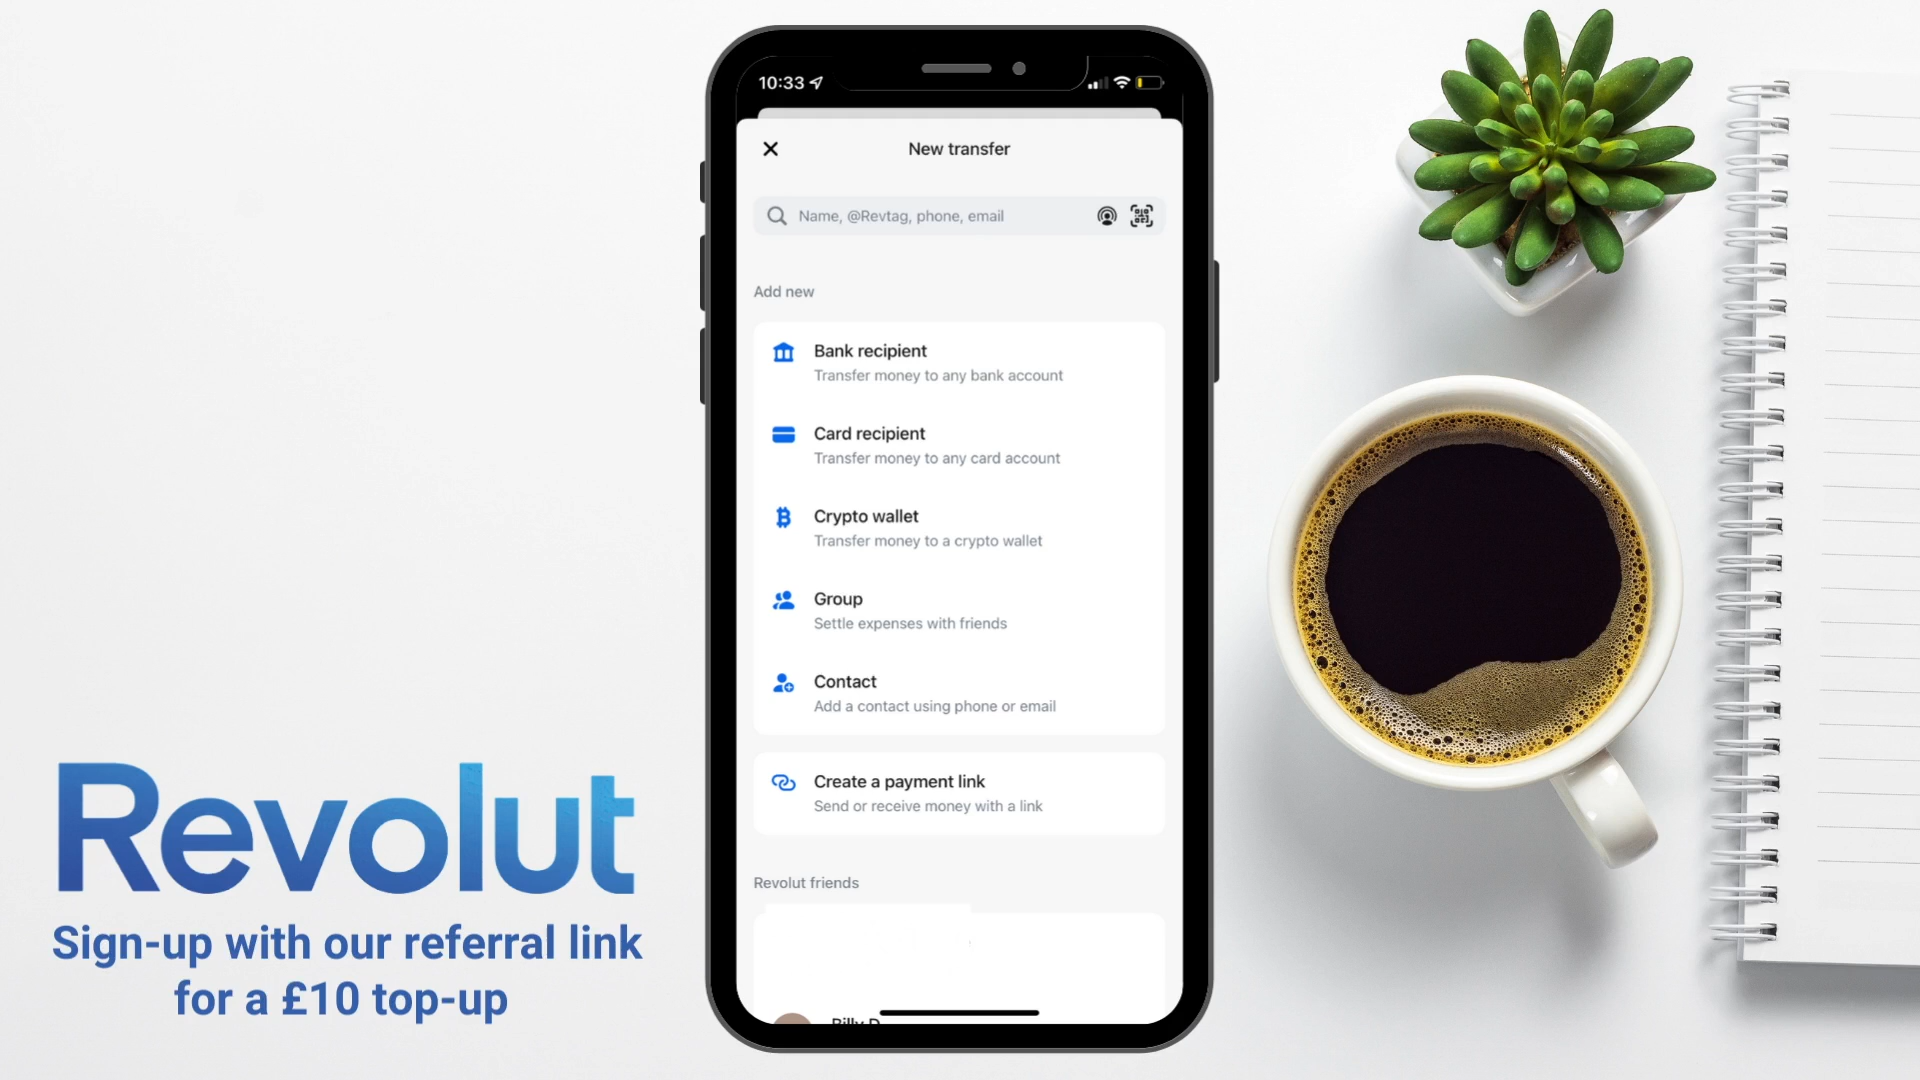 10:33
New transfer
Name, @Revtag, phone, email
Add new
Bank recipient
Transfer money to any bank account
Card recipient
Transfer money to any card account
Crypto wallet
Transfer money to a crypto wallet
Group
Settle expenses with friends
Contact
Add a contact using phone or email
Create a payment link
Send or receive money with a link
Revolut friends
Revolut
Sign-up with our referral link
for a £10 top-up